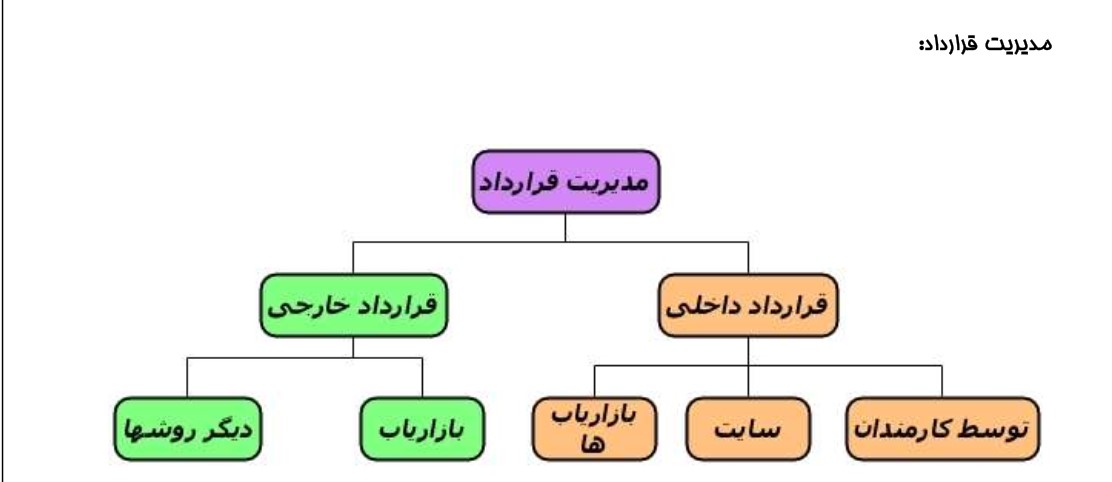 مدیریت قرارداد:
مدیریت قرارداد
قرارداد داخلی
قرارداد خارجی
توسط کارمندان
سایت
بازاریاب
ها
بازاریاب
دیگر روشها